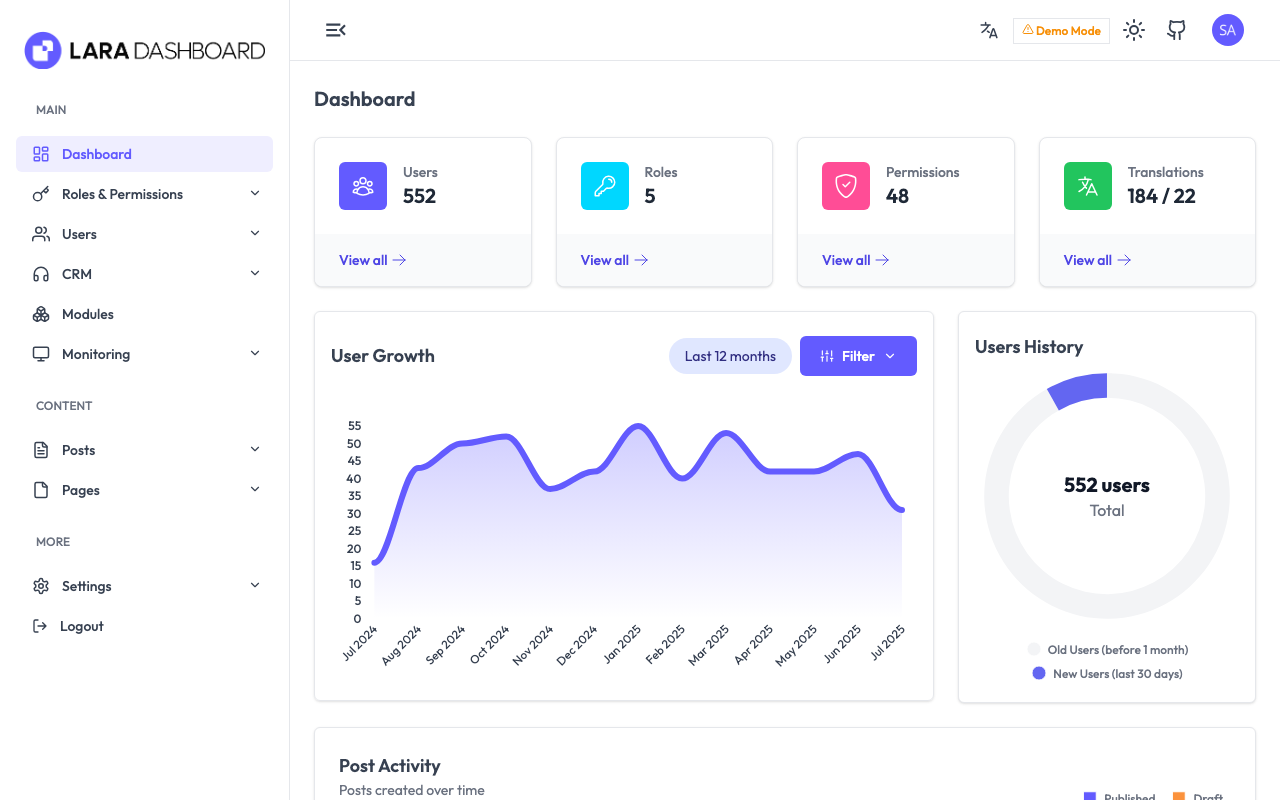 LARA DASHBOARD
MAIN
Dashboard
Roles & Permissions
Users
CRM
Modules
Monitoring
CONTENT
Posts
Pages
MORE
Settings
Logout
Demo Mode
SA
Dashboard
Users
552
View all
Roles
5
View all
Permissions
48
View all
Translations
184 / 22
View all
User Growth
Last 12 months
Filter
55
50
45
40
35
30
25
20
15
10
5
0
Jul 2024
Aug 2024
Sep 2024
Oct 2024
Nov 2024
Dec 2024
Jan 2025
Feb 2025
Mar 2025
Apr 2025
May 2025
Jun 2025
Jul 2025
Users History
552 users
Total
Old Users (before 1 month)
New Users (last 30 days)
Post Activity
Posts created over time
Published
Draft